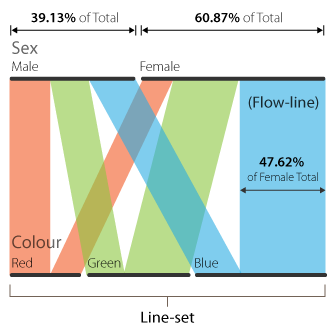 39.13% of Total
60.87% of Total
Sex
Male
Female
(Flow-line)
47.62%
of Female Total
Colour
Red
Green
Blue
Line-set